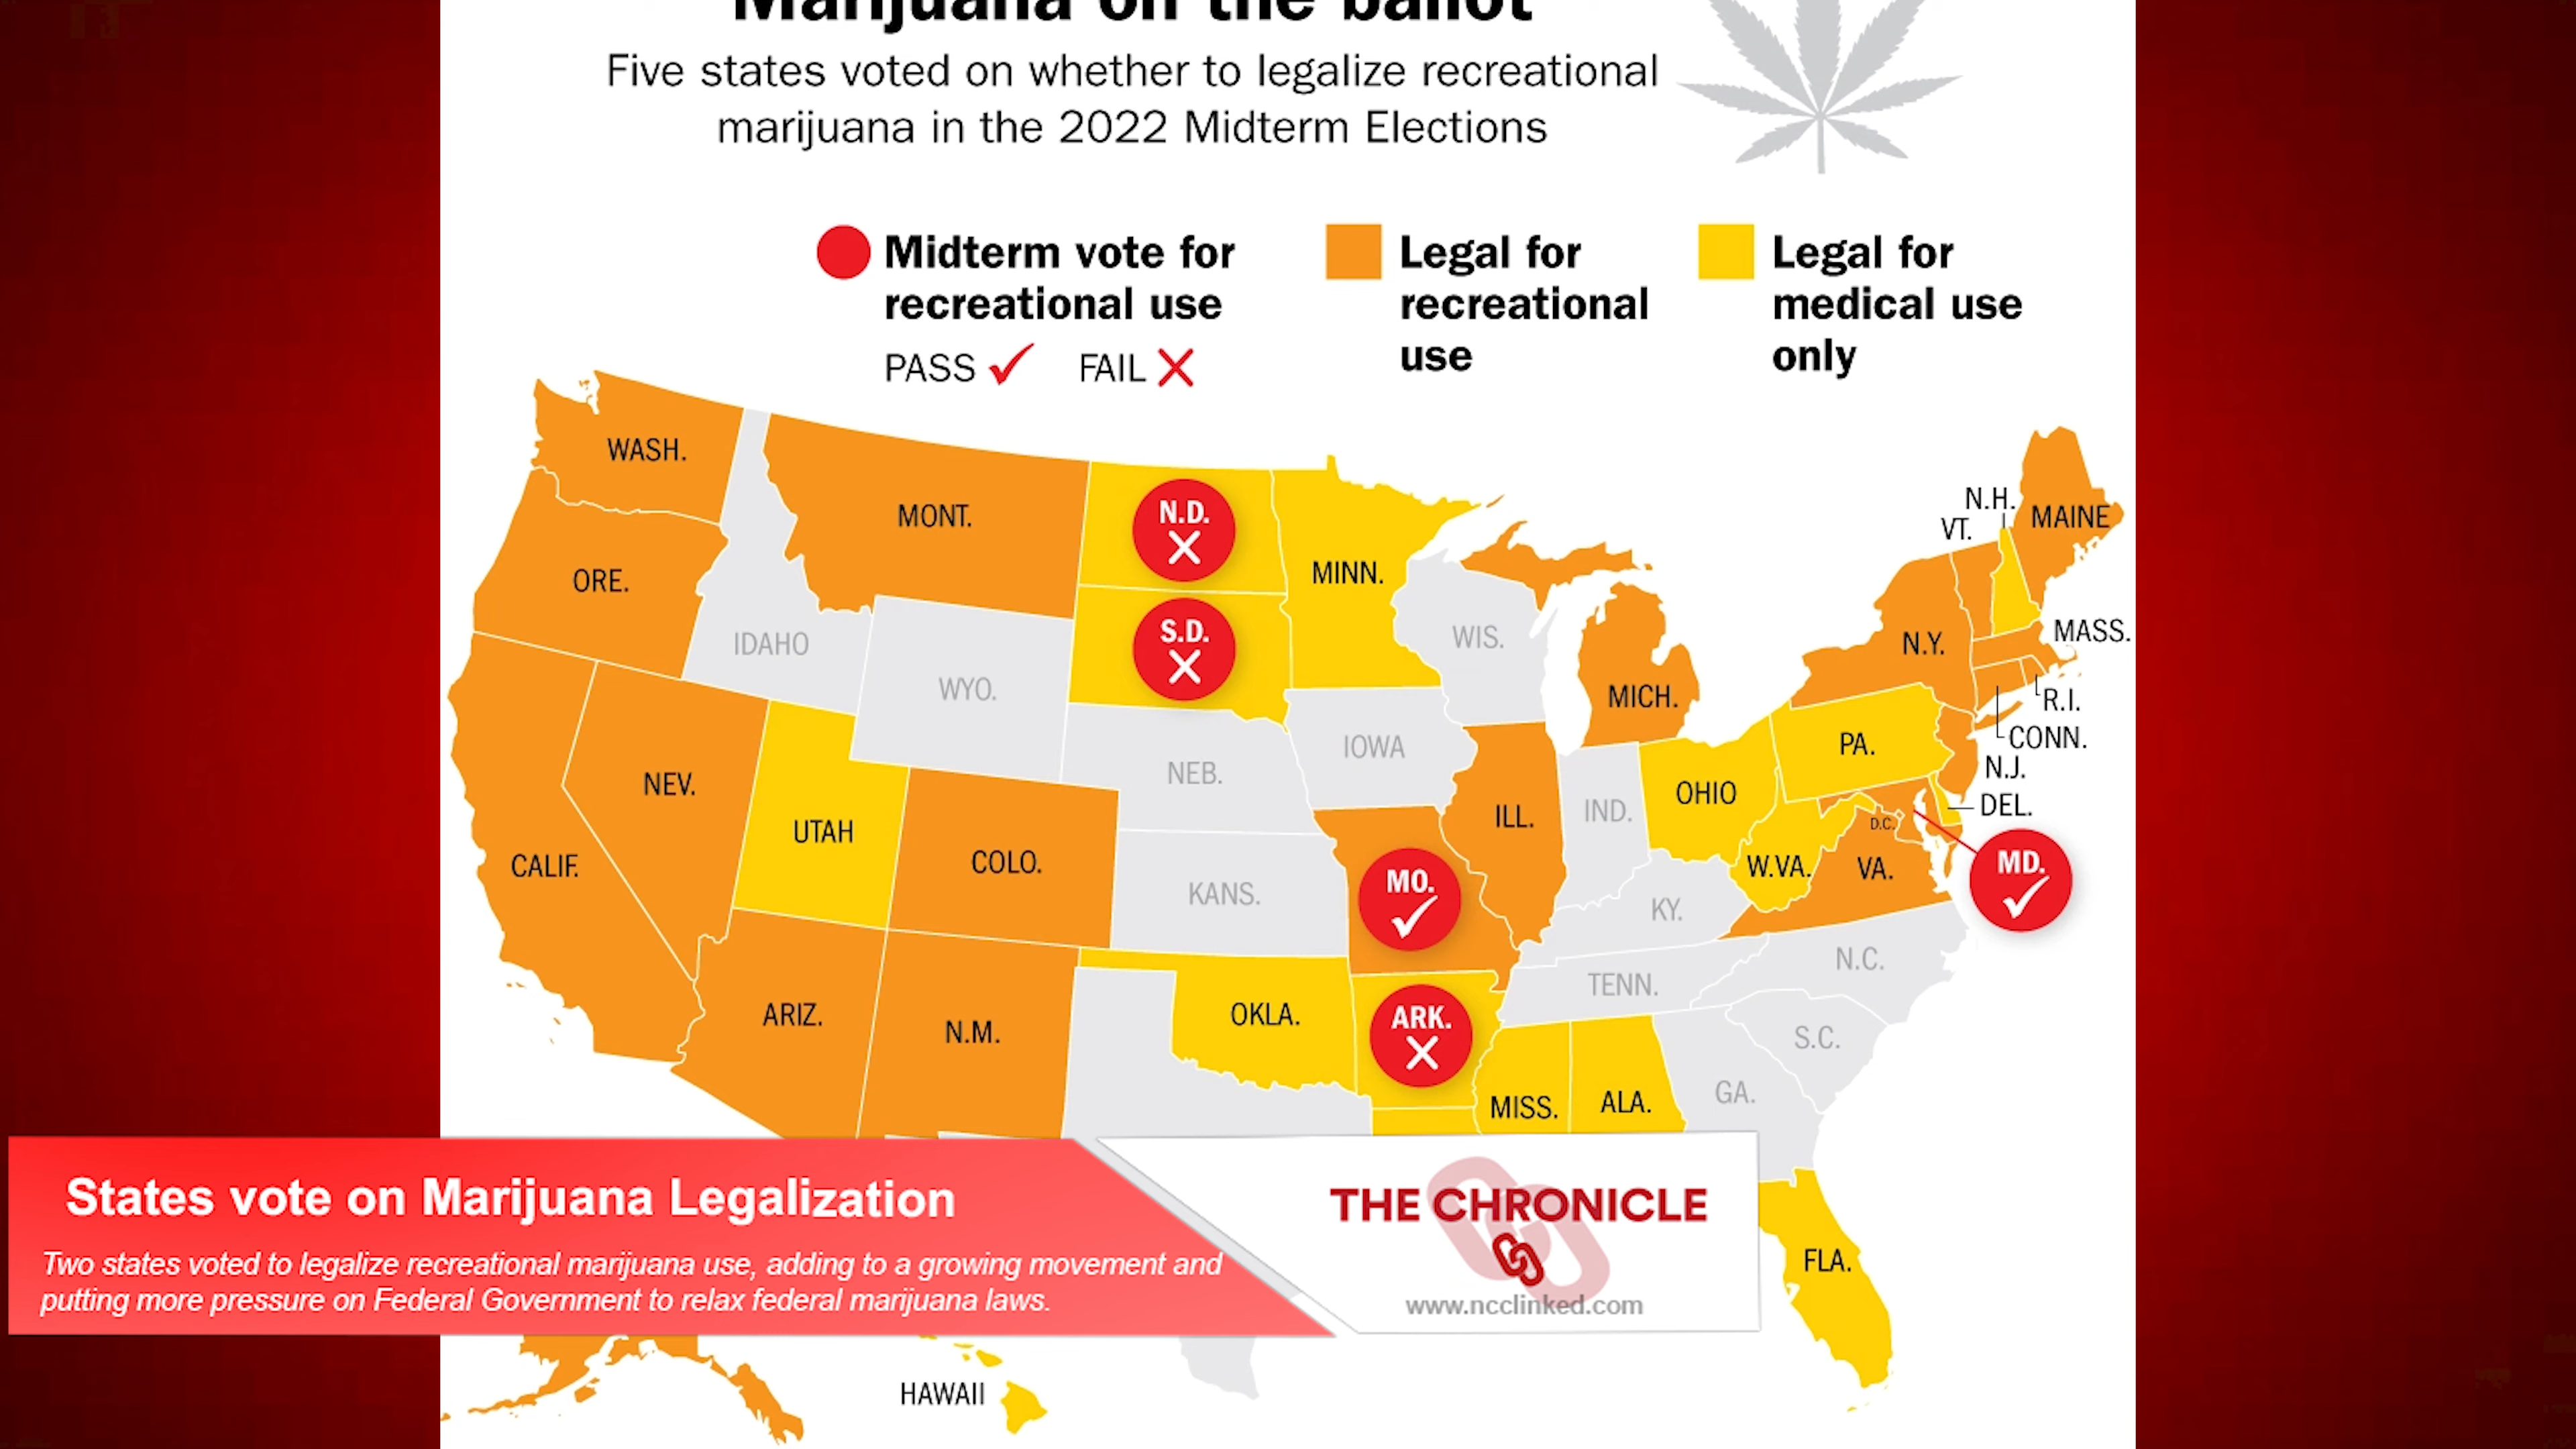 Marijuana on the ballot
Five states voted on whether to legalize recreational
marijuana in the 2022 Midterm Elections
Midterm vote for
recreational use
PASS FAIL
Legal for
recreational
use
Legal for
medical use
only
WASH.
MONT.
N.D.
MINN.
N.H.
VT.
MAINE
ORE.
IDAHO
WYO.
S.D.
WIS.
MICH.
N.Y.
MASS.
R.I.
CONN.
N.J.
DEL.
IOWA
NEB.
PA.
OHIO
IND.
ILL.
NEV.
UTAH
COLO.
CALIF.
KANS.
MO.
W.VA.
D.C.
VA.
MD.
KY.
N.C.
TENN.
ARIZ.
N.M.
OKLA.
ARK.
S.C.
MISS.
ALA.
GA.
States vote on Marijuana Legalization
Two states voted to legalize recreational marijuana use, adding to a growing movement and
putting more pressure on Federal Government to relax federal marijuana laws.
THE CHRONICLE
www.ncclinked.com
FLA.
HAWAII